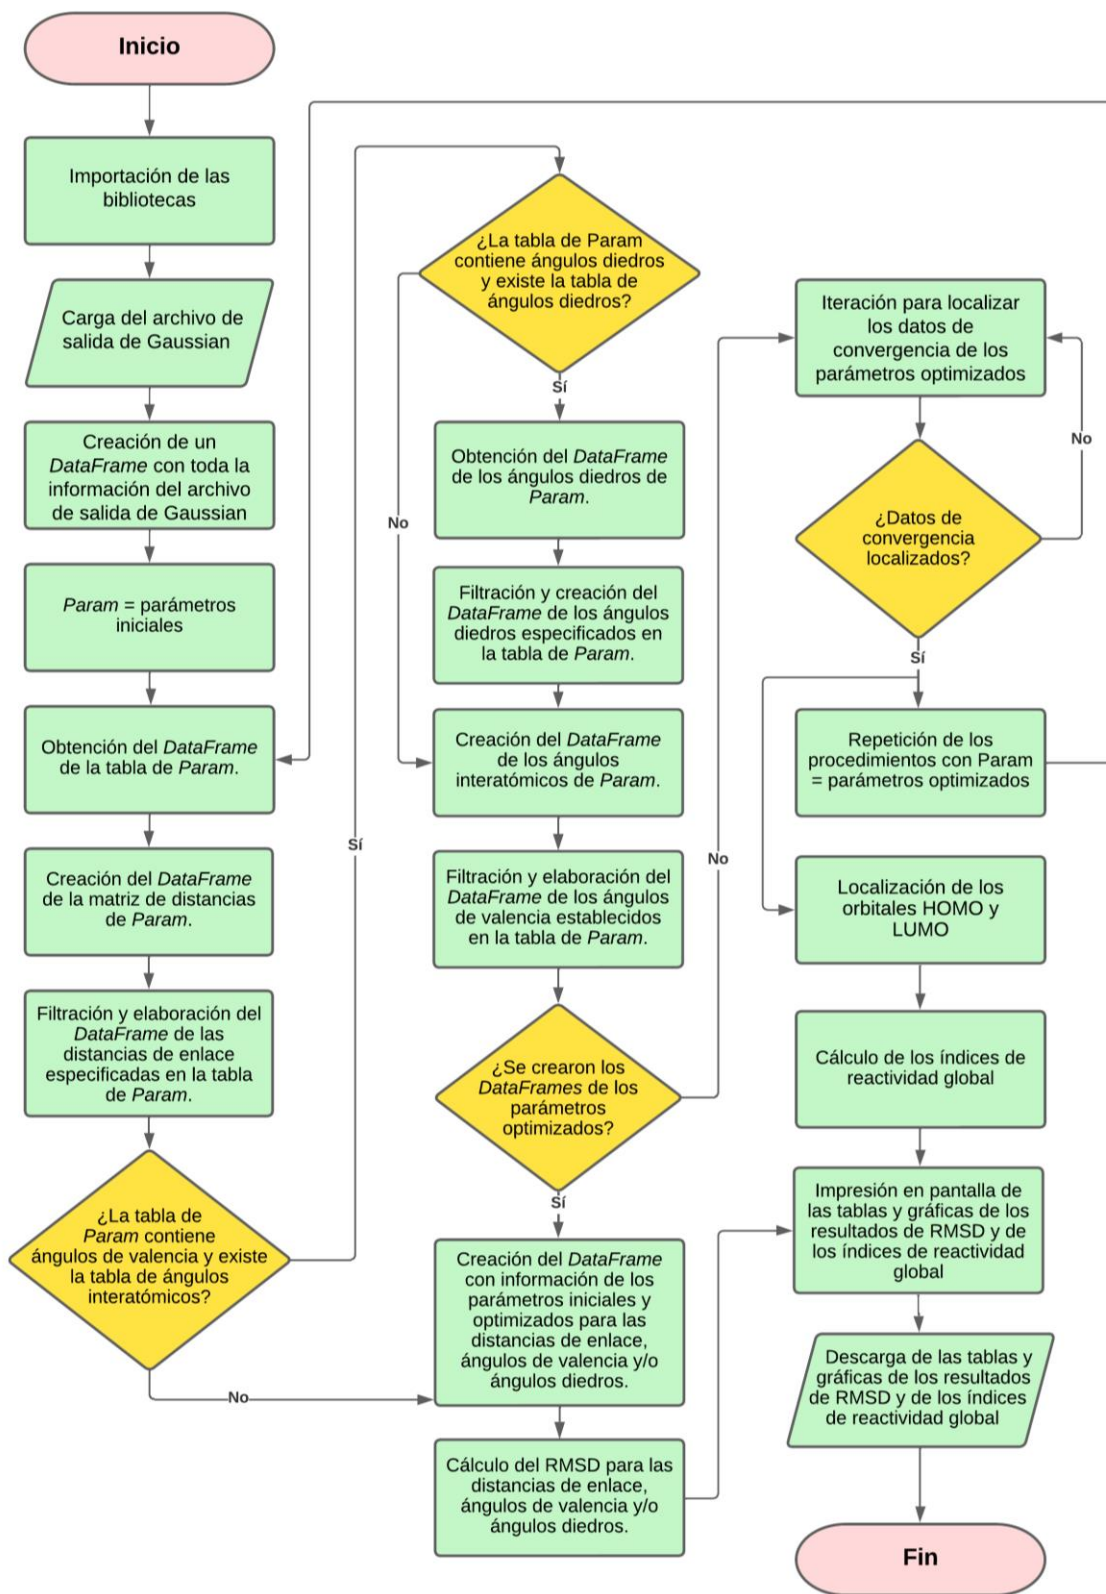 Inicio
Importación de las
bibliotecas
Carga del archivo de
salida de Gaussian
Creación de un
DataFrame con toda la
información del archivo
de salida de Gaussian
Param = parámetros
iniciales
Obtención del DataFrame
de la tabla de Param.
Creación del DataFrame
de la matriz de distancias
de Param.
Filtración y elaboración del
DataFrame de las
distancias de enlace
especificadas en la tabla
de Param.
¿La tabla de
Param contiene
ángulos de valencia y existe
la tabla de ángulos
interatómicos?
Sí
No
¿La tabla de Param
contiene ángulos diedros
y existe la tabla de
ángulos diedros?
Sí
No
Obtención del DataFrame
de los ángulos diedros de
Param.
Filtración y creación del
DataFrame de los ángulos
diedros especificados en
la tabla de Param.
Creación del DataFrame
de los ángulos
interatómicos de Param.
Filtración y elaboración del
DataFrame de los ángulos
de valencia establecidos
en la tabla de Param.
¿Se crearon los
DataFrames de los
parámetros
optimizados?
No
Sí
Creación del DataFrame
con información de los
parámetros iniciales y
optimizados para las
distancias de enlace,
ángulos de valencia y/o
ángulos diedros.
Cálculo del RMSD para las
distancias de enlace,
ángulos de valencia y/o
ángulos diedros.
Iteración para localizar
los datos de
convergencia de los
parámetros optimizados
No
¿Datos de
convergencia
localizados?
Sí
Repetición de los
procedimientos con Param
= parámetros optimizados
Localización de los
orbitales HOMO y
LUMO
Cálculo de los índices de
reactividad global
Impresión en pantalla de
las tablas y gráficas de los
resultados de RMSD y de
los índices de reactividad
global
Descarga de las tablas y
gráficas de los resultados
de RMSD y de los índices
de reactividad global
Fin